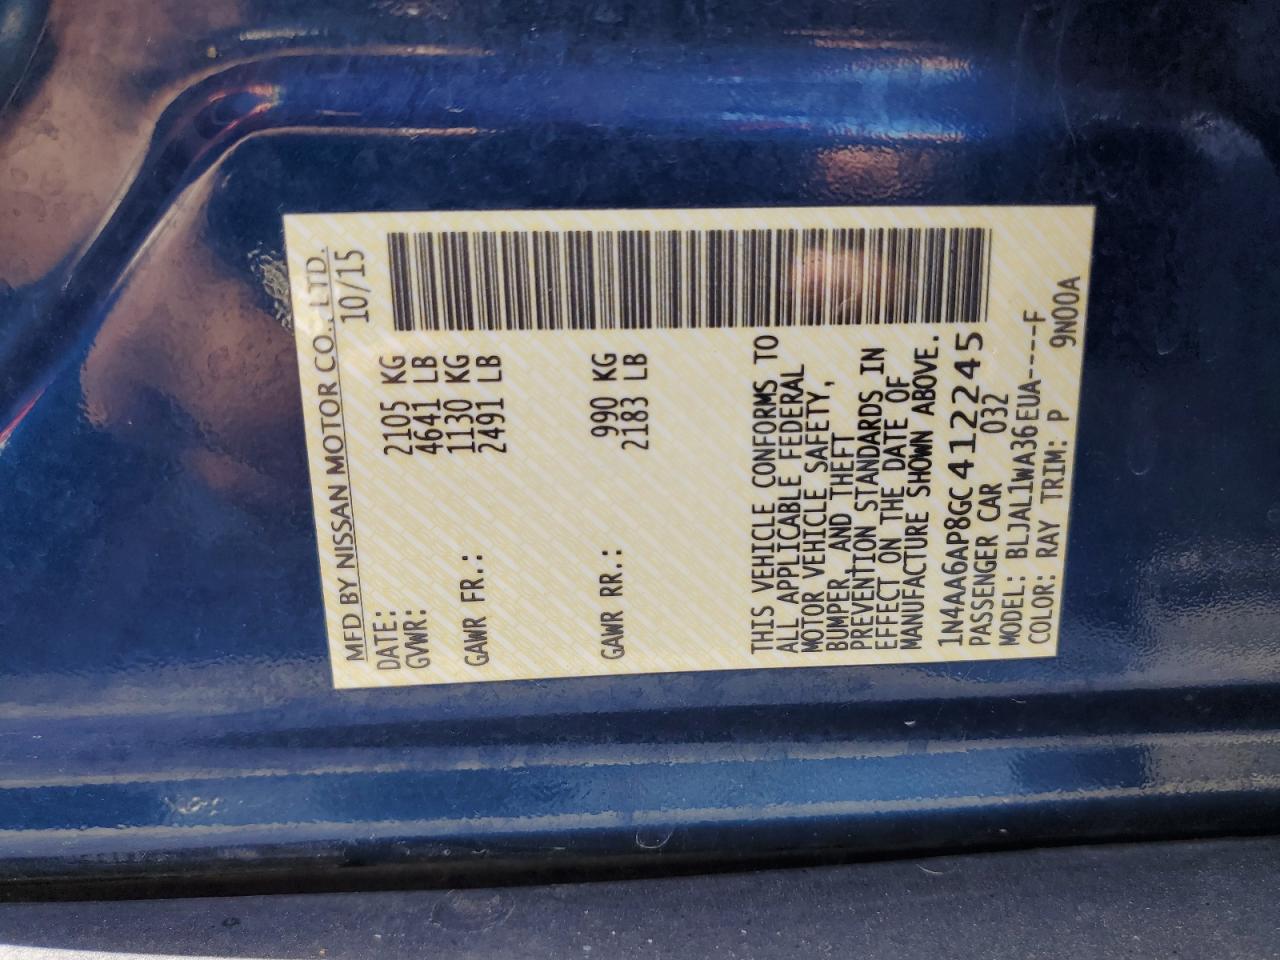 MFD BY NISSAN MOTOR CO., LTD.
DATE: 10/15
GVWR: 2105 KG
4641 LB
GAWR FR.: 1130 KG
2491 LB
GAWR RR.: 990 KG
2183 LB
THIS VEHICLE CONFORMS TO
ALL APPLICABLE FEDERAL
MOTOR VEHICLE SAFETY,
BUMPER, AND THEFT
PREVENTION STANDARDS IN
EFFECT ON THE DATE OF
MANUFACTURE SHOWN ABOVE.
1N4AA6AP8GC412245
PASSENGER CAR 032
MODEL: BLJAL1WA36EUA----F
COLOR: RAY TRIM: P 9N00A